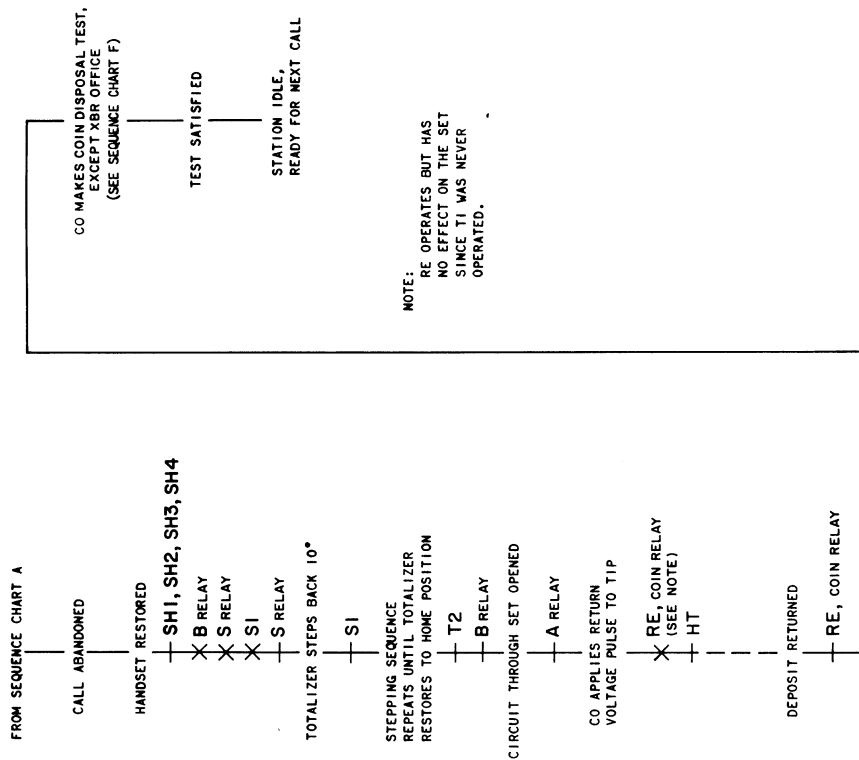 FROM SEQUENCE CHART A
CALL ABANDONED
HANDSET RESTORED
SH1, SH2, SH3, SH4
B RELAY
S RELAY
S1
S RELAY
TOTALIZER STEPS BACK 10°
S1
STEPPING SEQUENCE
REPEATS UNTIL TOTALIZER
RESTORES TO HOME POSITION
T2
B RELAY
CIRCUIT THROUGH SET OPENED
A RELAY
CO APPLIES RETURN
VOLTAGE PULSE TO TIP
RE, COIN RELAY
(SEE NOTE)
HT
DEPOSIT RETURNED
RE, COIN RELAY
CO MAKES COIN DISPOSAL TEST,
EXCEPT XBR OFFICE
(SEE SEQUENCE CHART F)
TEST SATISFIED
STATION IDLE,
READY FOR NEXT CALL
NOTE:
RE OPERATES BUT HAS
NO EFFECT ON THE SET
SINCE T1 WAS NEVER
OPERATED.